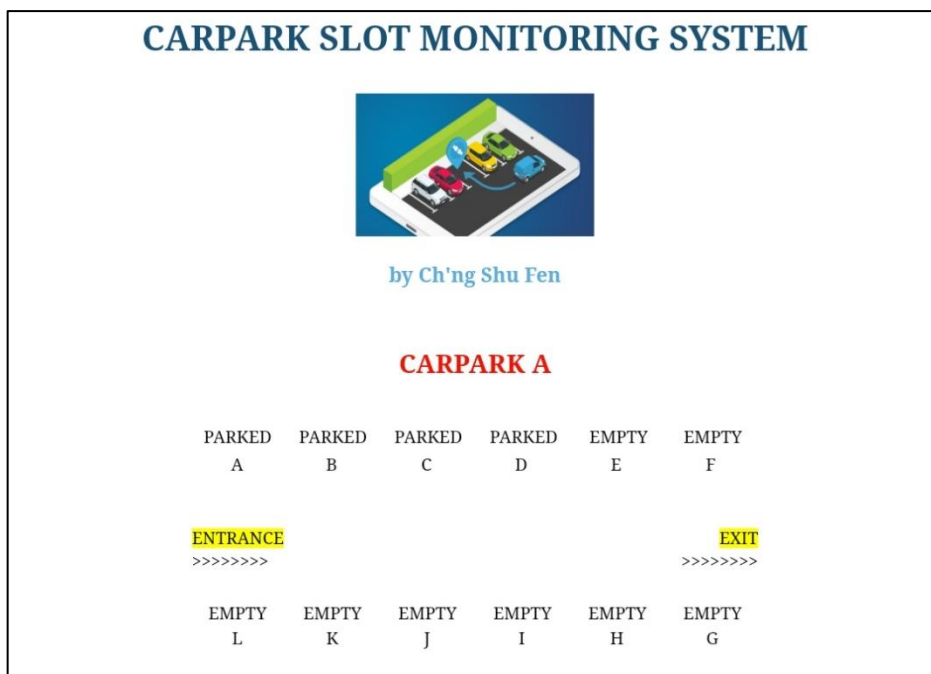 CARPARK SLOT MONITORING SYSTEM
by Ch'ng Shu Fen
CARPARK A
PARKED PARKED PARKED PARKED EMPTY EMPTY
A B C D E F
ENTRANCE EXIT
>>>>>>>> >>>>>>>>
EMPTY EMPTY EMPTY EMPTY EMPTY EMPTY
L K J I H G